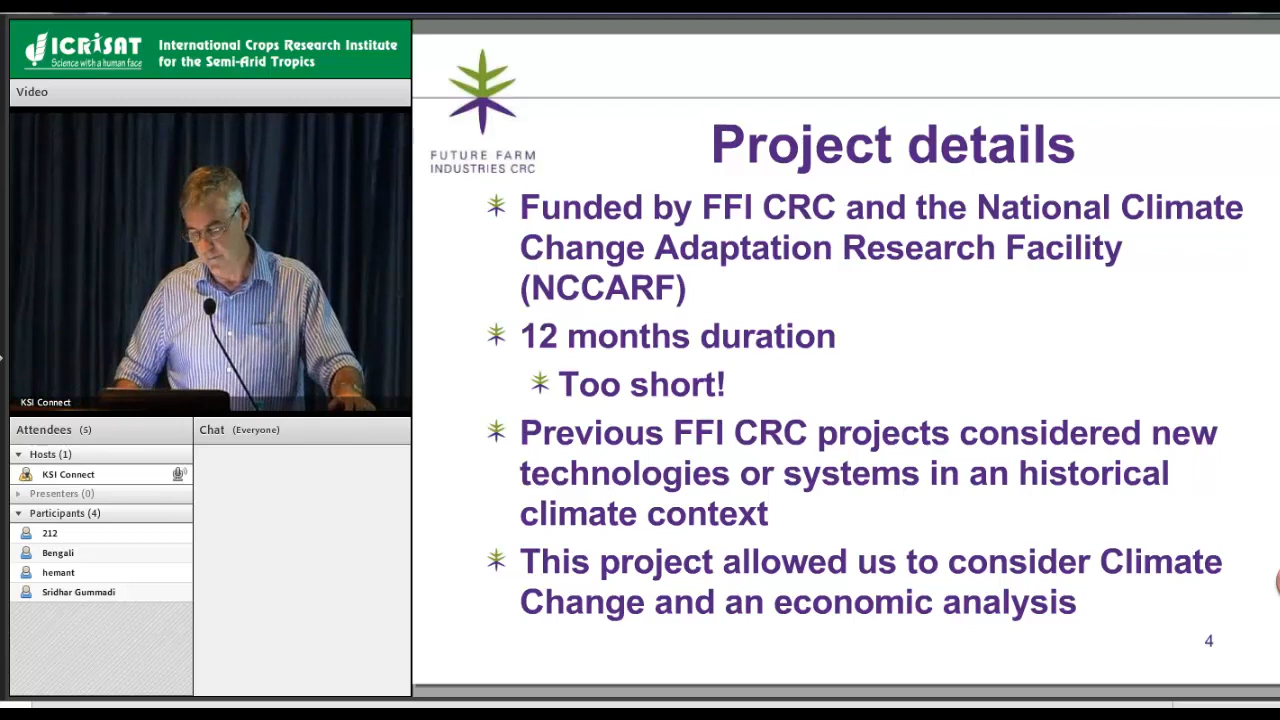 ICRISAT
Science with a human face
International Crops Research Institute
for the Semi-Arid Tropics
Video
KSI Connect
Attendees (5)
Hosts (1)
KSI Connect
Presenters (0)
Participants (4)
212
Bengali
hemant
Sridhar Gummadi
Chat (Everyone)
FUTURE FARM
INDUSTRIES CRC
Project details
Funded by FFI CRC and the National Climate
Change Adaptation Research Facility
(NCCARF)
12 months duration
Too short!
Previous FFI CRC projects considered new
technologies or systems in an historical
climate context
This project allowed us to consider Climate
Change and an economic analysis
4